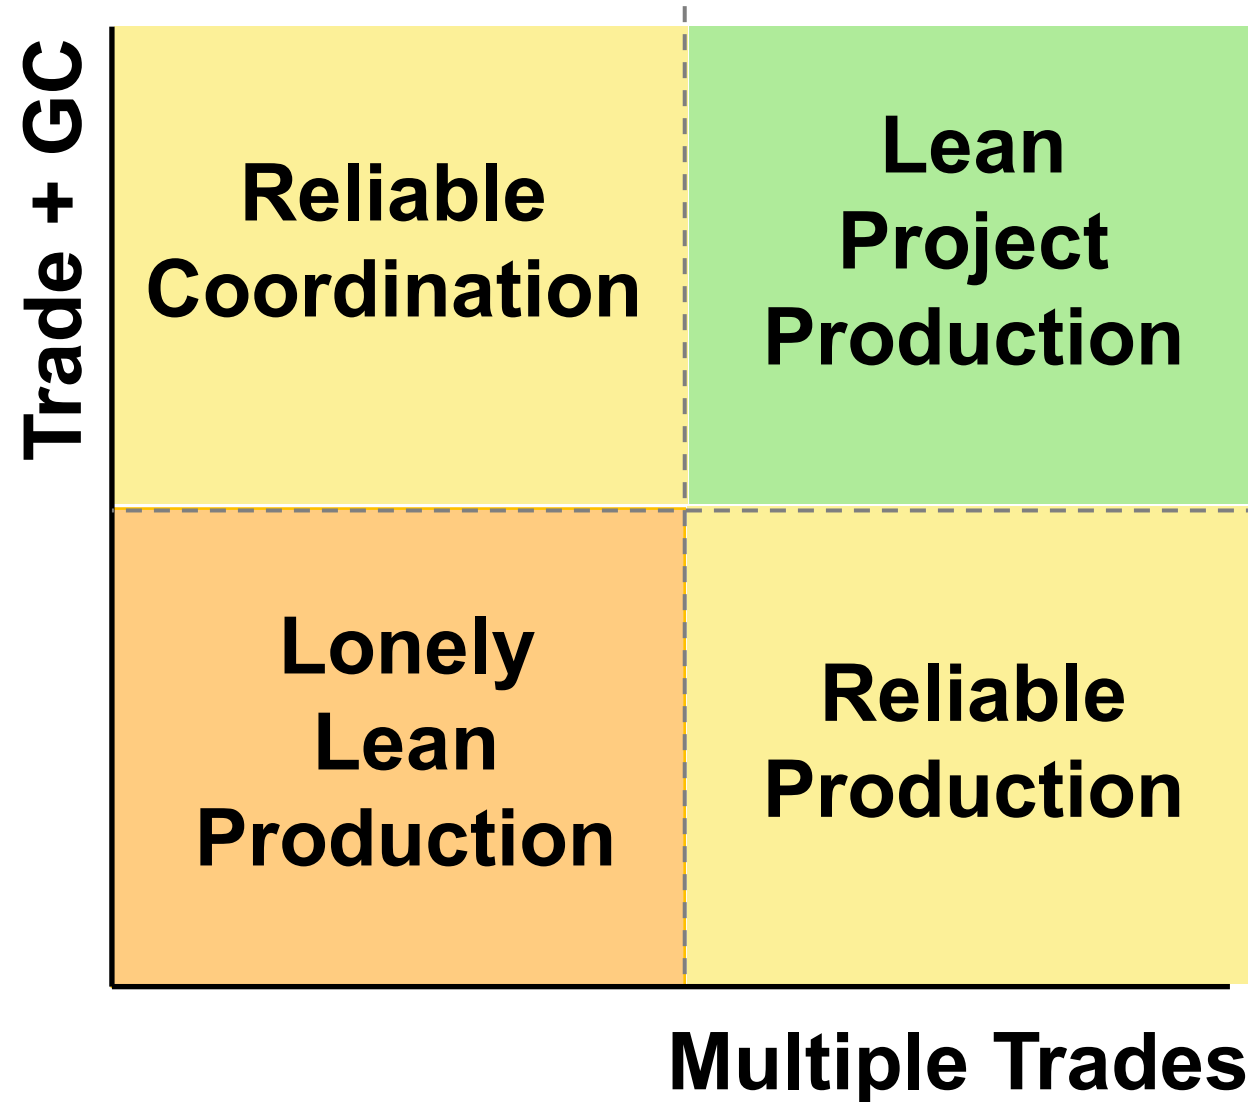 Trade + GC
Reliable
Coordination
Lean
Project
Production
Lonely
Lean
Production
Reliable
Production
Multiple Trades